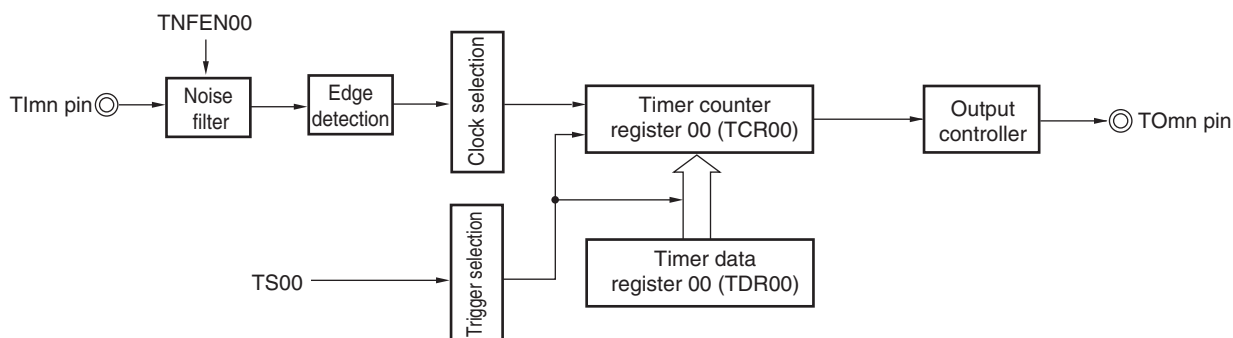 TNFEN00
TImn pin
Noise
filter
Edge
detection
Clock selection
Timer counter
register 00 (TCR00)
Output
controller
TOmn pin
TS00
Trigger selection
Timer data
register 00 (TDR00)